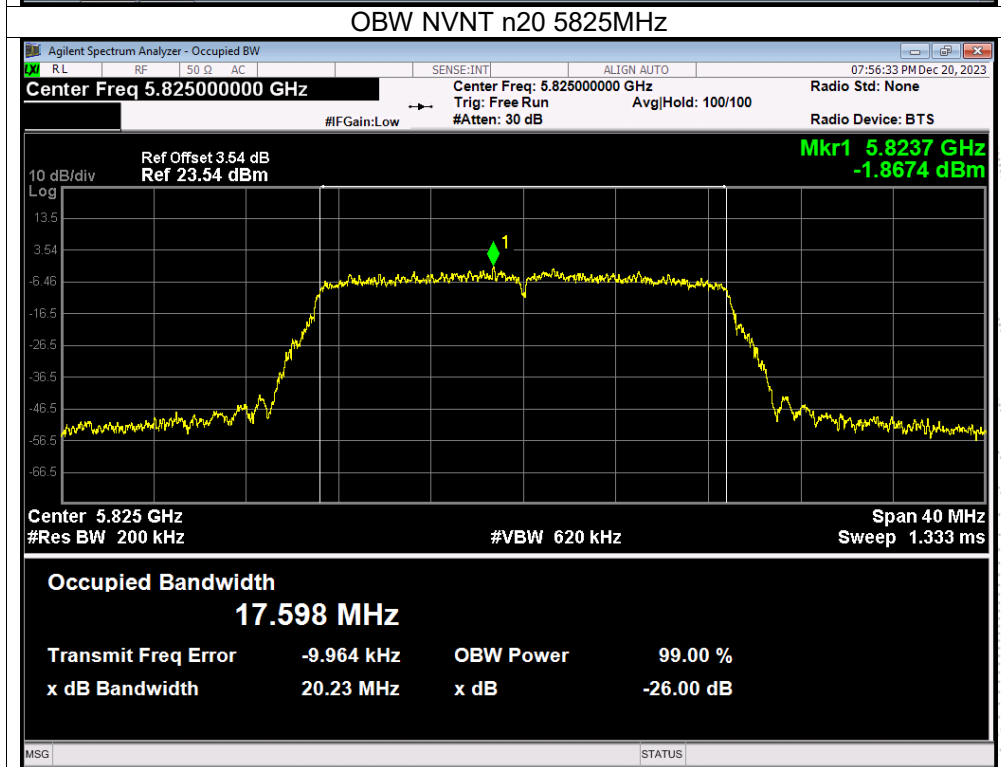 OBW NVNT n20 5825MHz
Agilent Spectrum Analyzer - Occupied BW
LXI RL RF 50 Ω AC SENSE:INT ALIGN AUTO 07:56:33 PM Dec 20, 2023
Center Freq 5.825000000 GHz Center Freq: 5.825000000 GHz Radio Std: None
Trig: Free Run Avg|Hold: 100/100
#IFGain:Low #Atten: 30 dB Radio Device: BTS
Ref Offset 3.54 dB Mkr1 5.8237 GHz
10 dB/div Ref 23.54 dBm -1.8674 dBm
Log
13.5
3.54
1
-6.46
-16.5
-26.5
-36.5
-46.5
-56.5
-66.5
Center 5.825 GHz Span 40 MHz
#Res BW 200 kHz #VBW 620 kHz Sweep 1.333 ms
Occupied Bandwidth
17.598 MHz
Transmit Freq Error -9.964 kHz OBW Power 99.00 %
x dB Bandwidth 20.23 MHz x dB -26.00 dB
MSG STATUS